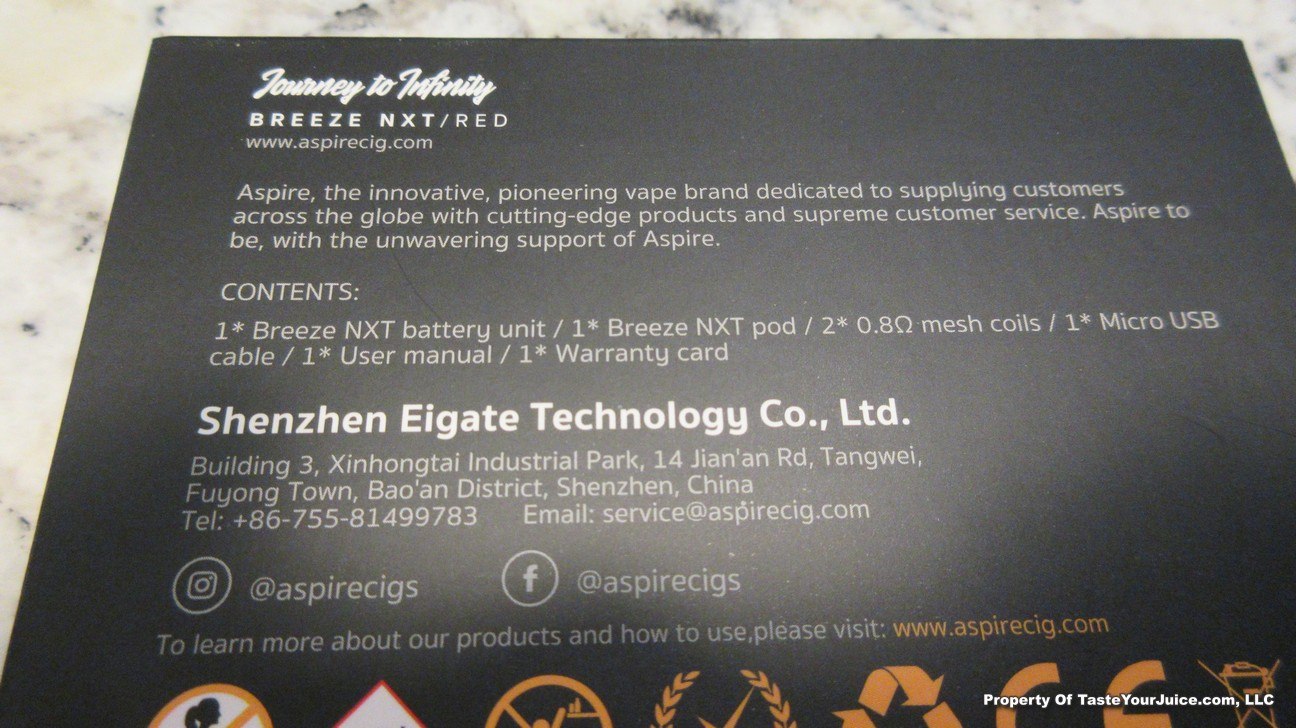 Journey to Infinity
BREEZE NXT/RED
www.aspirecig.com
Aspire, the innovative, pioneering vape brand dedicated to supplying customers
across the globe with cutting-edge products and supreme customer service. Aspire to
be, with the unwavering support of Aspire.
CONTENTS:
1* Breeze NXT battery unit / 1* Breeze NXT pod / 2* 0.8Ω mesh coils / 1* Micro USB
cable / 1* User manual / 1* Warranty card
Shenzhen Eigate Technology Co., Ltd.
Building 3, Xinhongtai Industrial Park, 14 Jian'an Rd, Tangwei,
Fuyong Town, Bao'an District, Shenzhen, China
Tel: +86-755-81499783 Email: service@aspirecig.com
@aspirecigs @aspirecigs
To learn more about our products and how to use,please visit: www.aspirecig.com
CE
Property Of TasteYourJuice.com, LLC